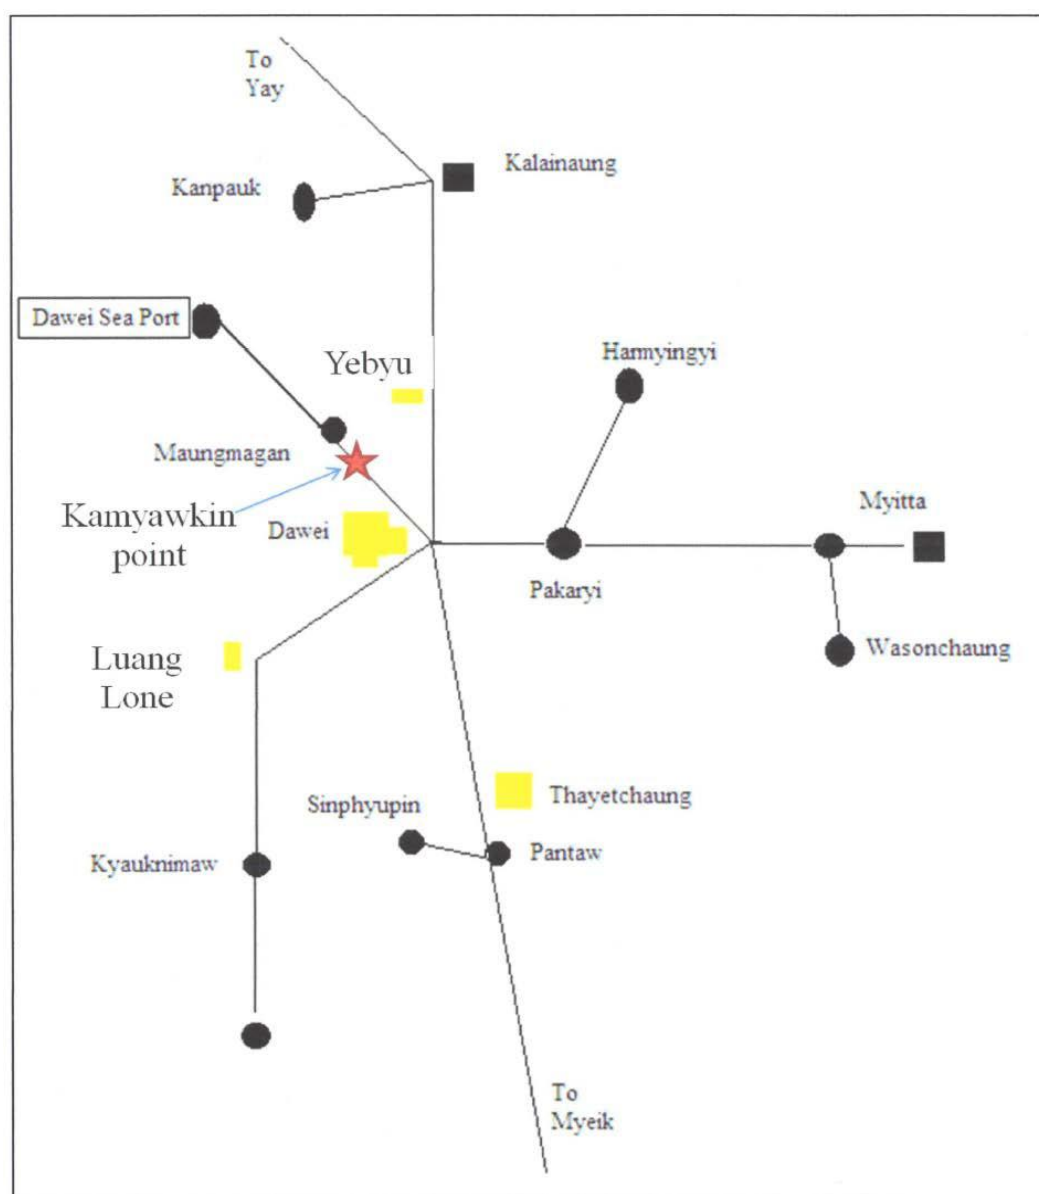 To
Yay
Kalainaung
Kanpauk
Dawei Sea Port
Yebyu
Harmyingyi
Maungmagan
Kamyawkin
point
Dawei
Myitta
Pakaryi
Luang
Lone
Wasonchaung
Sinphyupin
Thayetchaung
Kyauknimaw
Pantaw
To
Myeik